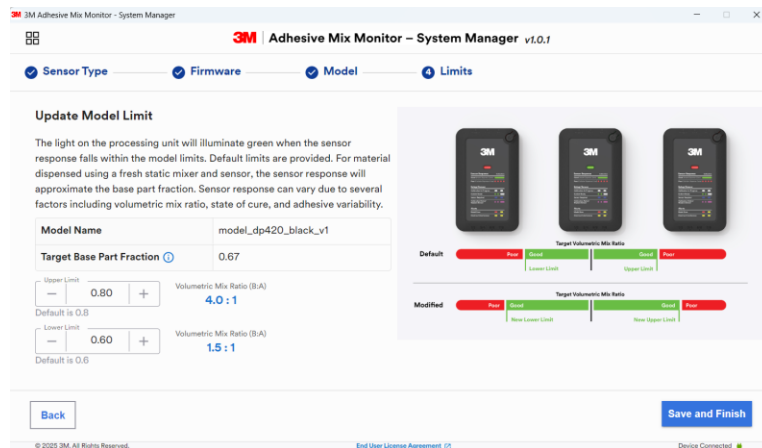 3M 3M Adhesive Mix Monitor - System Manager
3M Adhesive Mix Monitor – System Manager v1.0.1
Sensor Type Firmware Model 4 Limits
Update Model Limit
The light on the processing unit will illuminate green when the sensor
response falls within the model limits. Default limits are provided. For material
dispensed using a fresh static mixer and sensor, the sensor response will
approximate the base part fraction. Sensor response can vary due to several
factors including volumetric mix ratio, state of cure, and adhesive variability.
Model Name model_dp420_black_v1
Target Base Part Fraction 0.67
Upper Limit
0.80
Default is 0.8
Volumetric Mix Ratio (B:A)
4.0 : 1
Lower Limit
0.60
Default is 0.6
Volumetric Mix Ratio (B:A)
1.5 : 1
3M 3M 3M
Target Volumetric Mix Ratio
Default Poor Good Good Poor
Lower Limit Upper Limit
Target Volumetric Mix Ratio
Modified Poor Good Good Poor
New Lower Limit New Upper Limit
Back Save and Finish
© 2025 3M. All Rights Reserved. End User License Agreement Device Connected